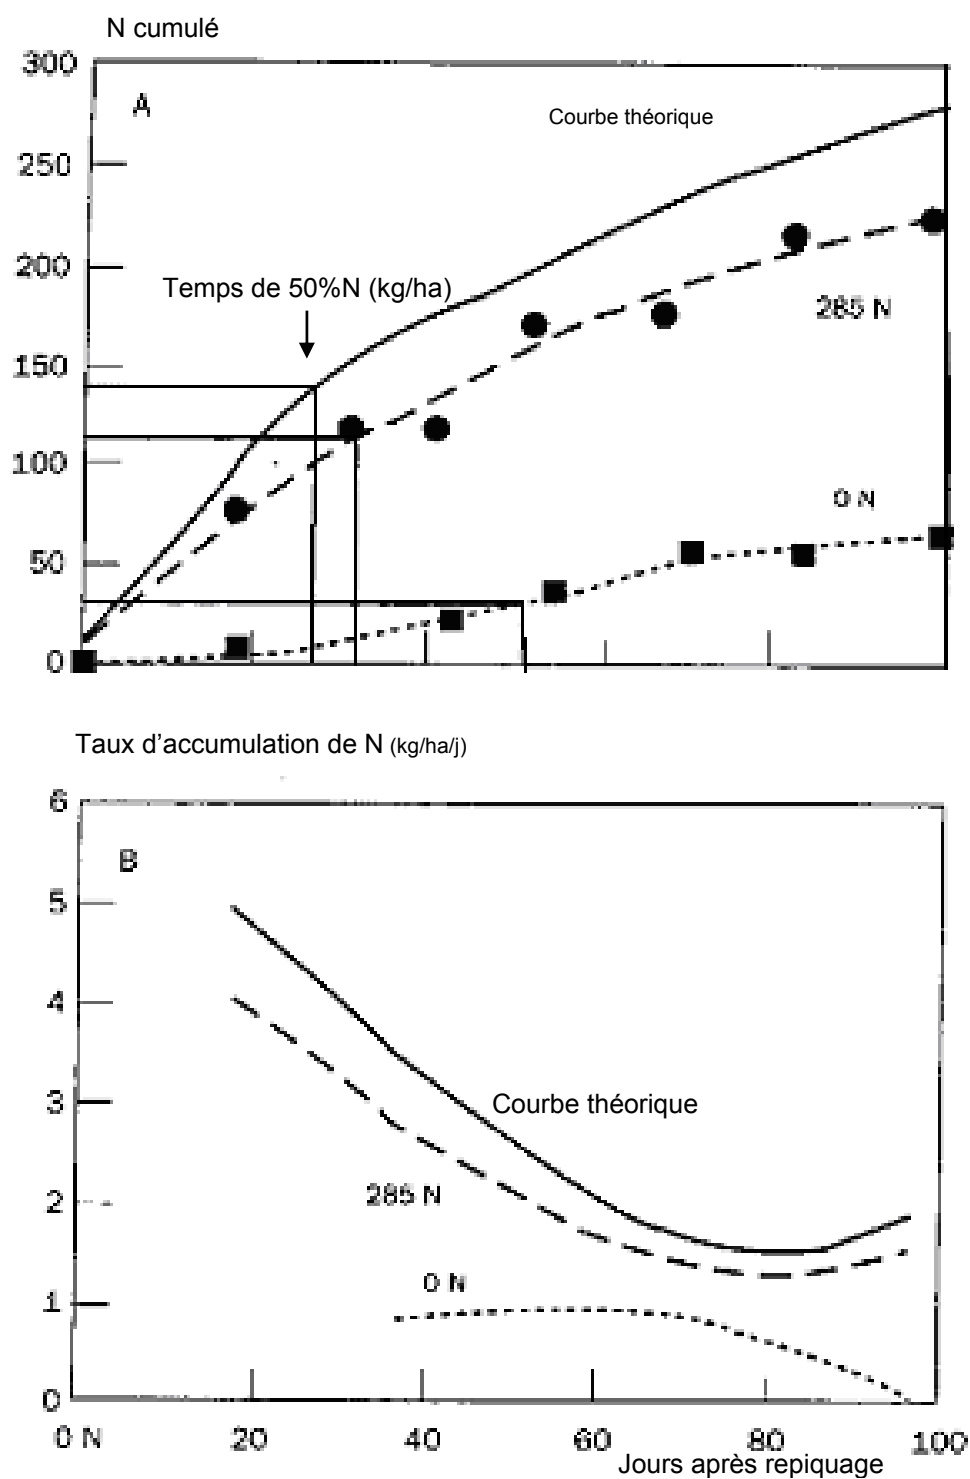 N cumulé
300
A
Courbe théorique
250
200
Temps de 50%N (kg/ha)
285 N
150
100
0 N
50
0
Taux d'accumulation de N (kg/ha/j)
6
B
5
4
3
Courbe théorique
285 N
2
0 N
1
0
0 N 20 40 60 80 100
Jours après repiquage